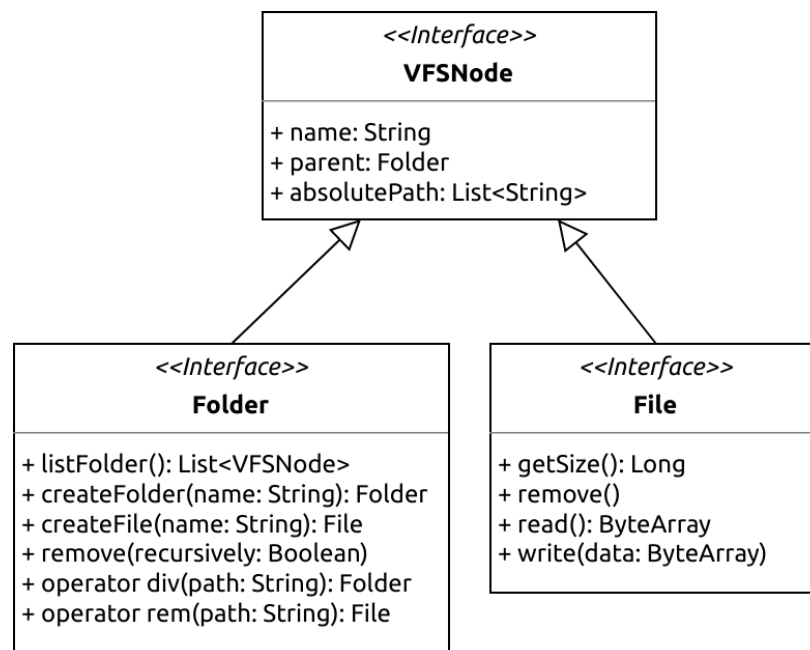 <<Interface>>
VFSNode
+ name: String
+ parent: Folder
+ absolutePath: List<String>
<<Interface>>
Folder
+ listFolder(): List<VFSNode>
+ createFolder(name: String): Folder
+ createFile(name: String): File
+ remove(recursively: Boolean)
+ operator div(path: String): Folder
+ operator rem(path: String): File
<<Interface>>
File
+ getSize(): Long
+ remove()
+ read(): ByteArray
+ write(data: ByteArray)